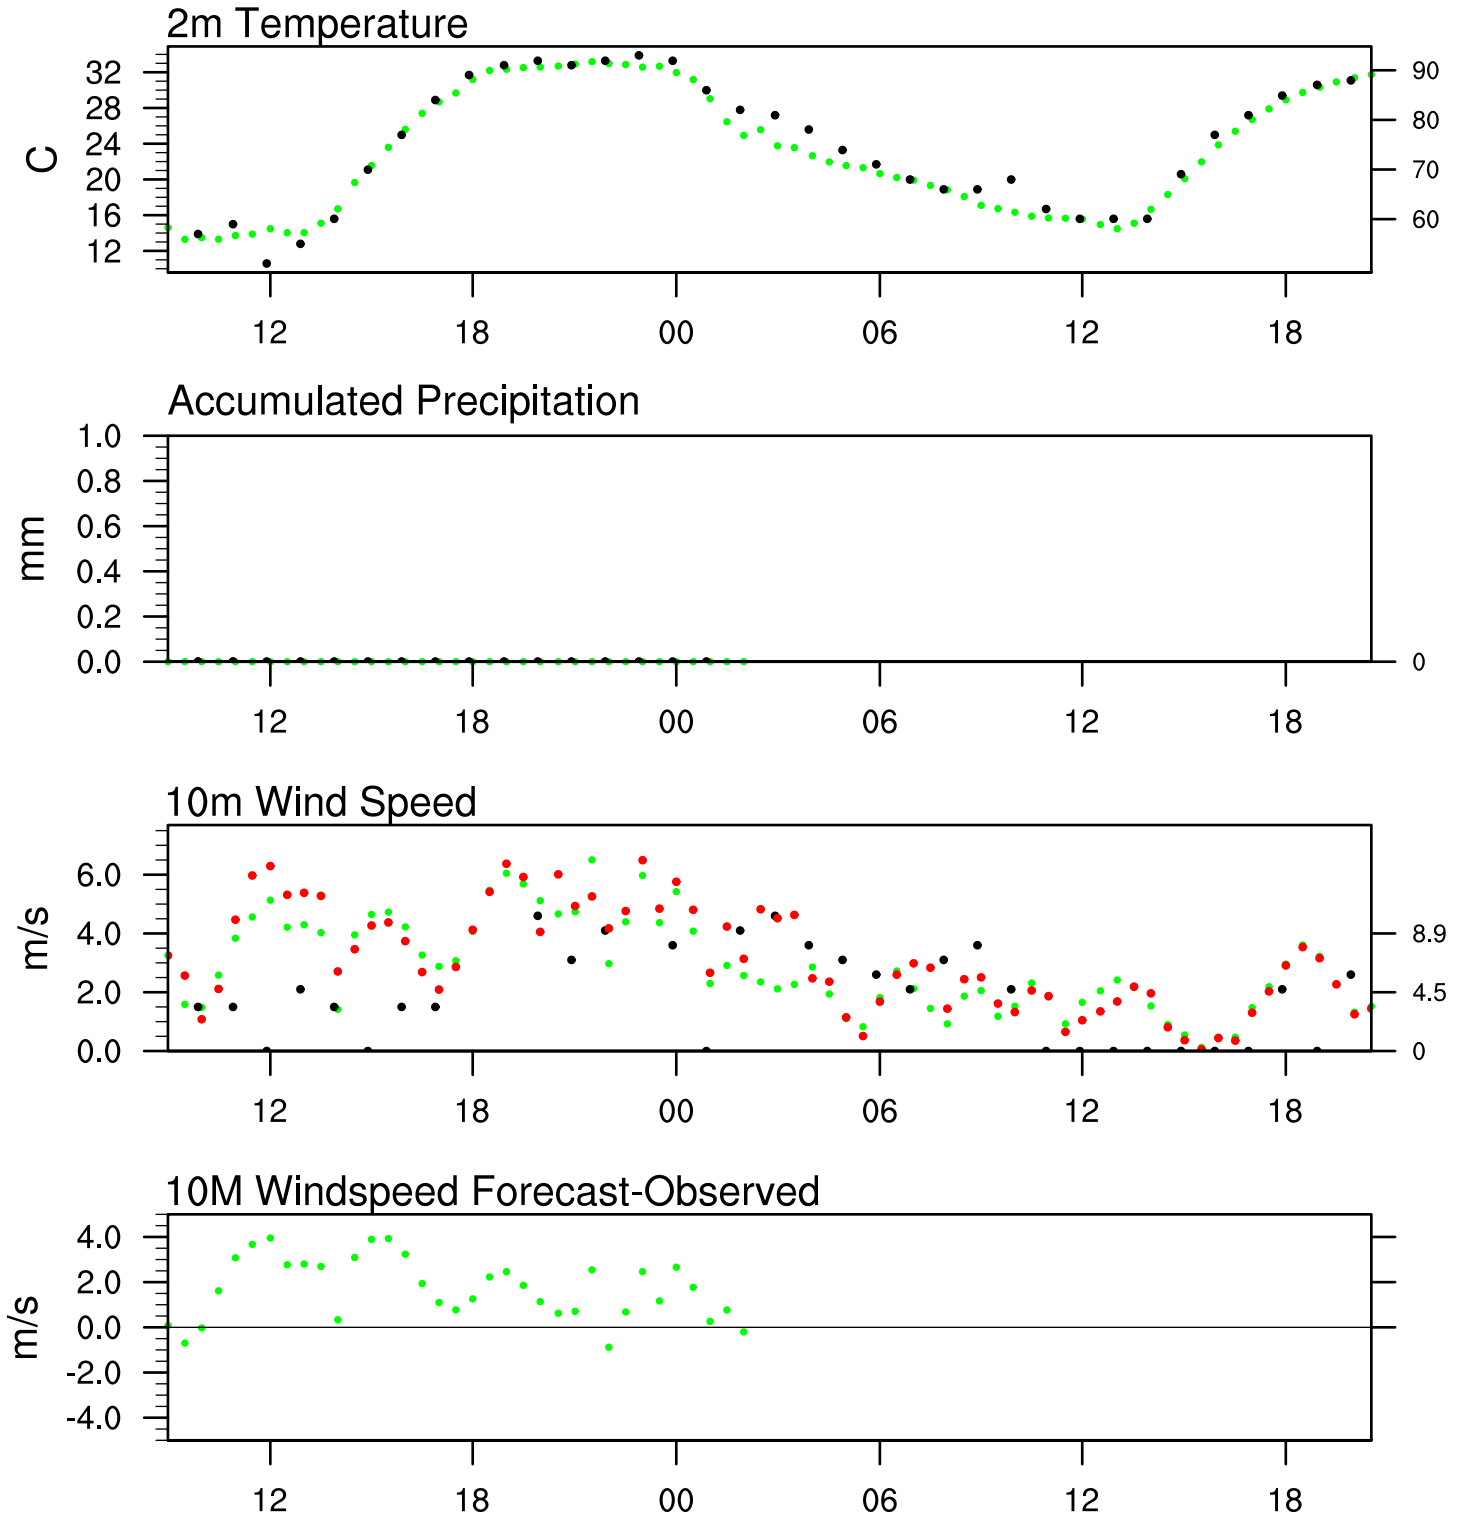 2m Temperature
C
32
28
24
20
16
12
90
80
70
60
12 18 00 06 12 18
Accumulated Precipitation
mm
1.0
0.8
0.6
0.4
0.2
0.0
0
12 18 00 06 12 18
10m Wind Speed
m/s
6.0
4.0
2.0
0.0
8.9
4.5
0
12 18 00 06 12 18
10M Windspeed Forecast-Observed
m/s
4.0
2.0
0.0
-2.0
-4.0
12 18 00 06 12 18